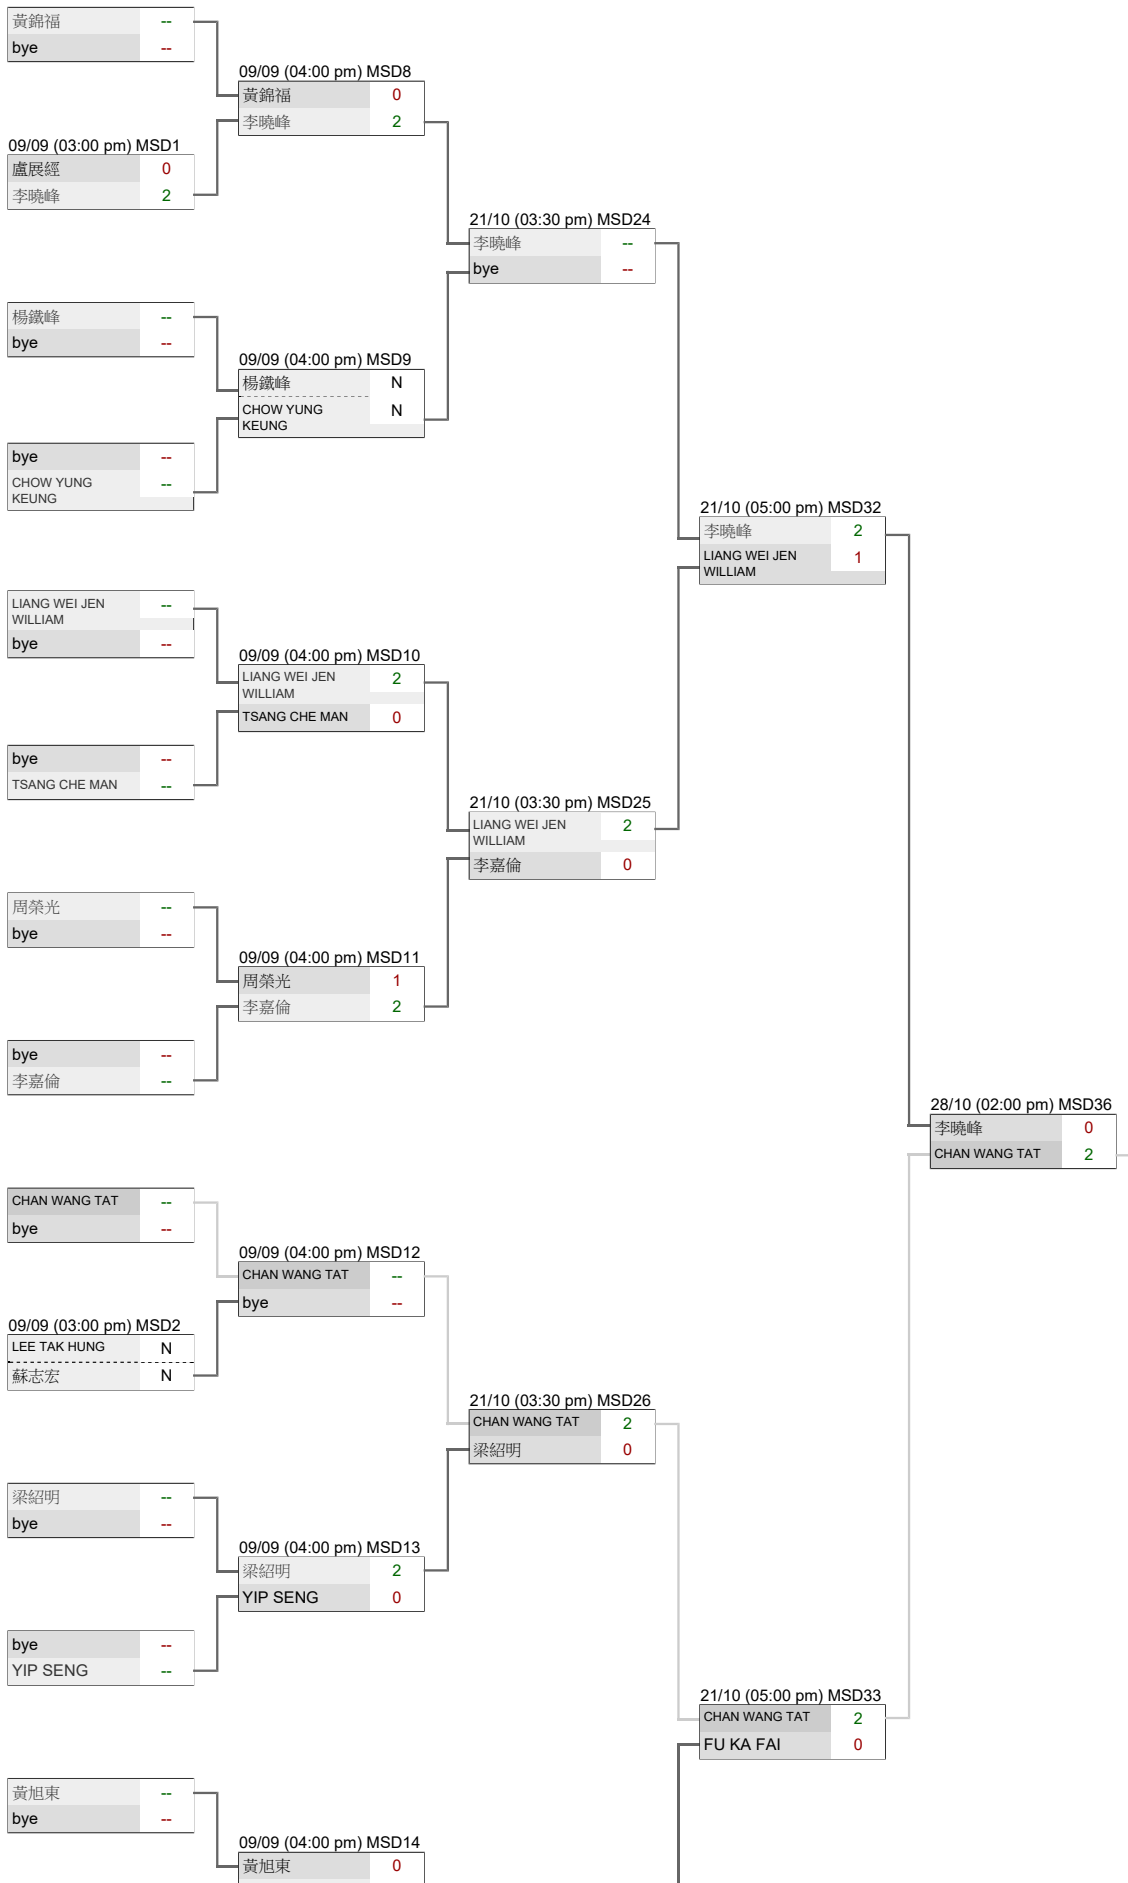 黃錦福 --
bye --
09/09 (04:00 pm) MSD8
黃錦福 0
李曉峰 2
09/09 (03:00 pm) MSD1
盧展經 0
李曉峰 2
21/10 (03:30 pm) MSD24
李曉峰 --
bye --
楊鐵峰 --
bye --
09/09 (04:00 pm) MSD9
楊鐵峰 N
CHOW YUNG N
KEUNG
bye --
CHOW YUNG --
KEUNG
21/10 (05:00 pm) MSD32
李曉峰 2
LIANG WEI JEN 1
WILLIAM
LIANG WEI JEN --
WILLIAM
bye --
09/09 (04:00 pm) MSD10
LIANG WEI JEN 2
WILLIAM
TSANG CHE MAN 0
bye --
TSANG CHE MAN --
21/10 (03:30 pm) MSD25
LIANG WEI JEN 2
WILLIAM
李嘉倫 0
周榮光 --
bye --
09/09 (04:00 pm) MSD11
周榮光 1
李嘉倫 2
bye --
李嘉倫 --
28/10 (02:00 pm) MSD36
李曉峰 0
CHAN WANG TAT 2
CHAN WANG TAT --
bye --
09/09 (04:00 pm) MSD12
CHAN WANG TAT --
bye --
09/09 (03:00 pm) MSD2
LEE TAK HUNG N
蘇志宏 N
21/10 (03:30 pm) MSD26
CHAN WANG TAT 2
梁紹明 0
梁紹明 --
bye --
09/09 (04:00 pm) MSD13
梁紹明 2
YIP SENG 0
bye --
YIP SENG --
21/10 (05:00 pm) MSD33
CHAN WANG TAT 2
FU KA FAI 0
黃旭東 --
bye --
09/09 (04:00 pm) MSD14
黃旭東 0